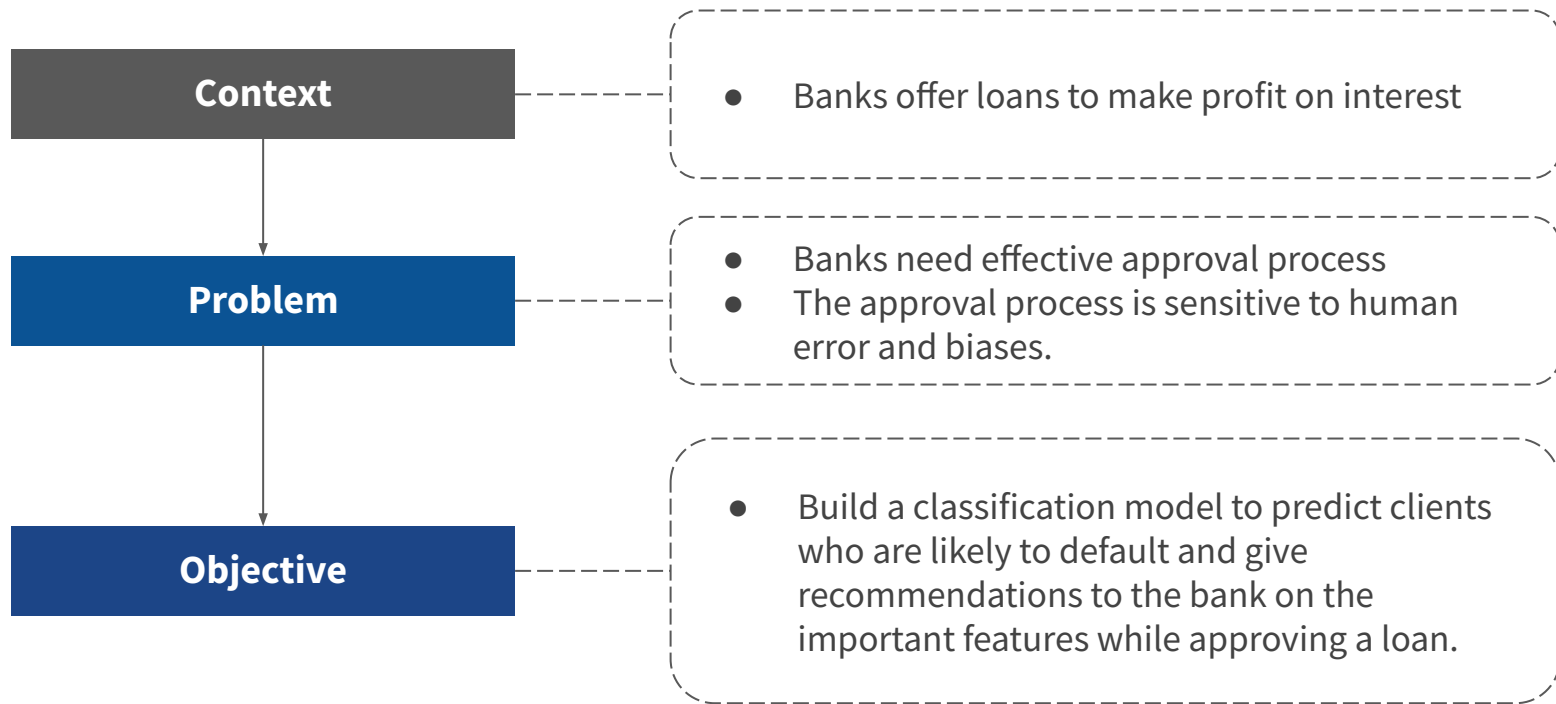 Context
● Banks offer loans to make profit on interest
Problem
● Banks need effective approval process
● The approval process is sensitive to human
error and biases.
Objective
● Build a classification model to predict clients
who are likely to default and give
recommendations to the bank on the
important features while approving a loan.